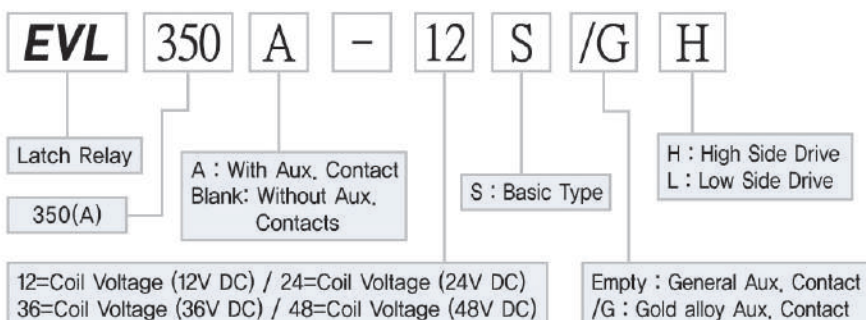 EVL 350 A - 12 S /G H
Latch Relay
350(A)
A : With Aux. Contact
Blank: Without Aux.
Contacts
S : Basic Type
H : High Side Drive
L : Low Side Drive
12=Coil Voltage (12V DC) / 24=Coil Voltage (24V DC)
36=Coil Voltage (36V DC) / 48=Coil Voltage (48V DC)
Empty : General Aux. Contact
/G : Gold alloy Aux. Contact